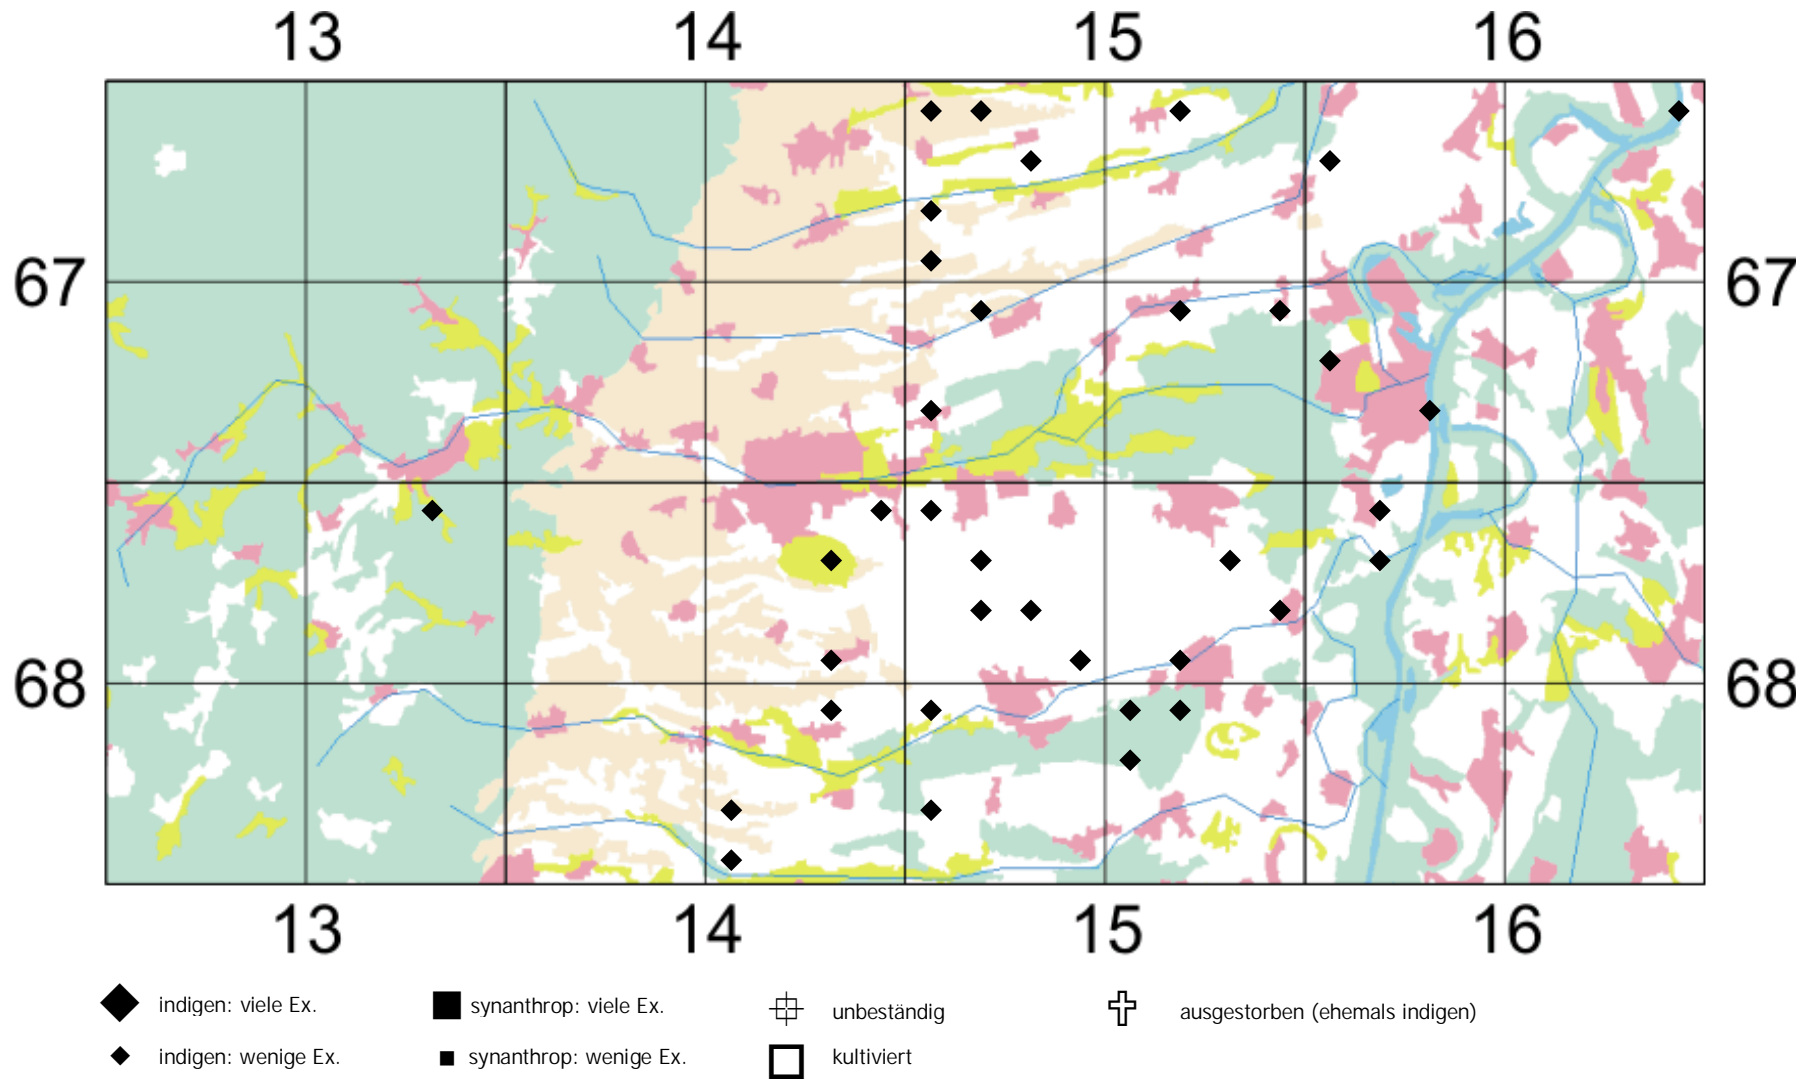 13 14 15 16
67 67
68 68
13 14 15 16
indigen: viele Ex. synanthrop: viele Ex. unbeständig ausgestorben (ehemals indigen)
indigen: wenige Ex. synanthrop: wenige Ex. kultiviert